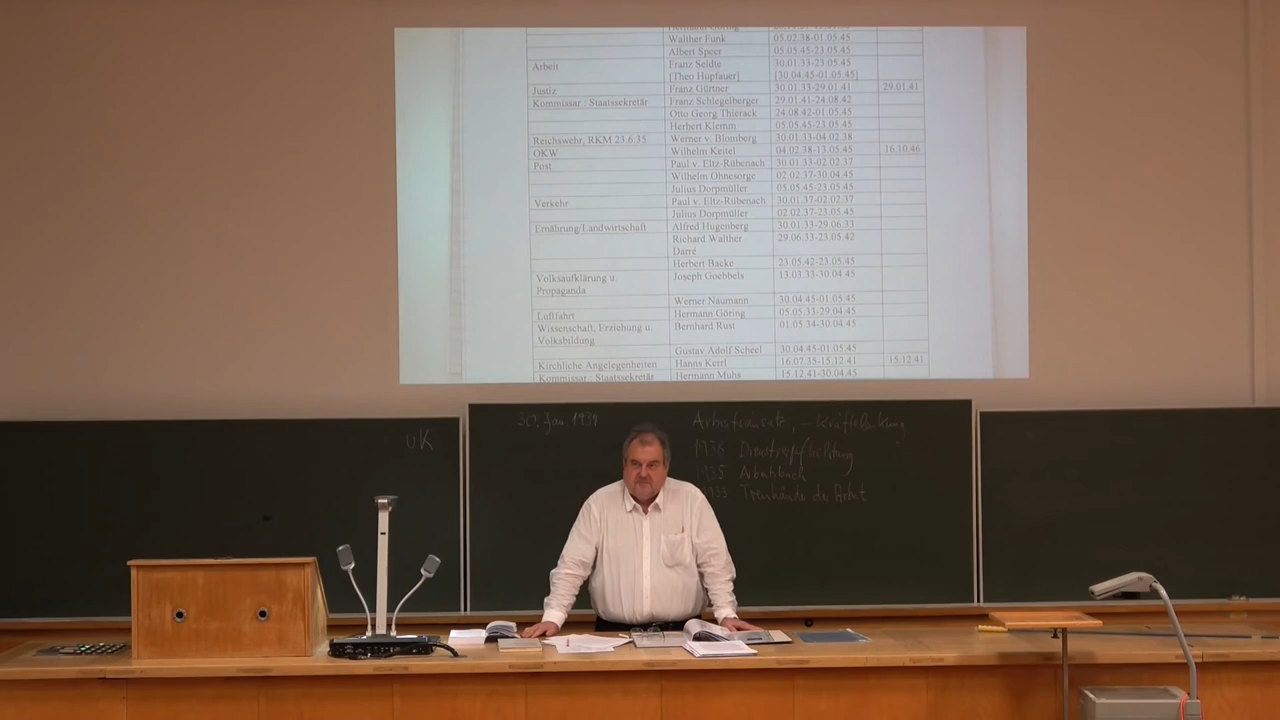 Hermann Göring
Walther Funk 05.02.38-01.05.45
Albert Speer 05.05.45-23.05.45
Arbeit Franz Seldte 30.01.33-23.05.45
[Theo Hupfauer] [30.04.45-01.05.45]
Justiz Franz Gürtner 30.01.33-29.01.41 29.01.41
Kommissar.: Staatssekretär Franz Schlegelberger 29.01.41-24.08.42
Otto Georg Thierack 24.08.42-01.05.45
Herbert Klemm 05.05.45-23.05.45
Reichswehr, RKM 23.6.35 Werner v. Blomberg 30.01.33-04.02.38
OKW Wilhelm Keitel 04.02.38-13.05.45 16.10.46
Post Paul v. Eltz-Rübenach 30.01.33-02.02.37
Wilhelm Ohnesorge 02.02.37-30.04.45
Julius Dorpmüller 05.05.45-23.05.45
Verkehr Paul v. Eltz-Rübenach 30.01.37-02.02.37
Julius Dorpmüller 02.02.37-23.05.45
Ernährung/Landwirtschaft Alfred Hugenberg 30.01.33-29.06.33
Richard Walther 29.06.33-23.05.42
Darré
Herbert Backe 23.05.42-23.05.45
Volksaufklärung u. Joseph Goebbels 13.03.33-30.04.45
Propaganda
Werner Naumann 30.04.45-01.05.45
Luftfahrt Hermann Göring 05.05.33-29.04.45
Wissenschaft, Erziehung u. Bernhard Rust 01.05.34-30.04.45
Volksbildung
Gustav Adolf Scheel 30.04.45-01.05.45
Kirchliche Angelegenheiten Hanns Kerrl 16.07.35-15.12.41 15.12.41
Kommissar.: Staatssekretär Hermann Muhs 15.12.41-30.04.45
uK
30. Jan 1939
Arbeitseinsatz, - Kräftelenkung
Dienstverpflichtung
1935 Arbeitsbuch
1933 Treuhänder der Arbeit